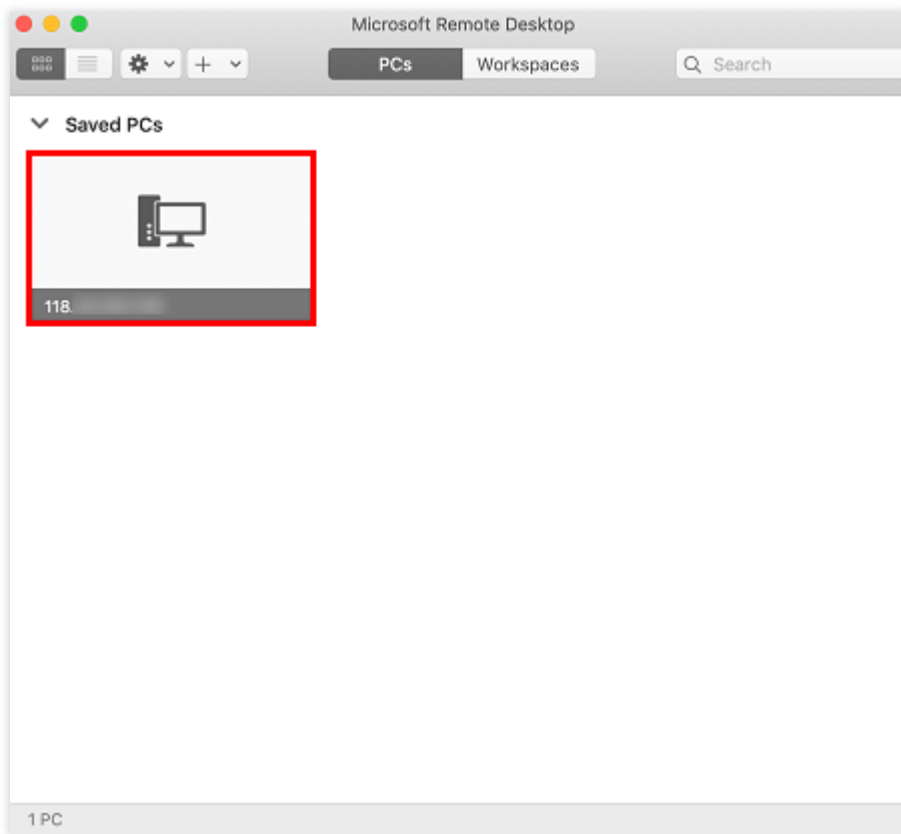 Microsoft Remote Desktop
PCs Workspaces Search
Saved PCs
118.
1 PC